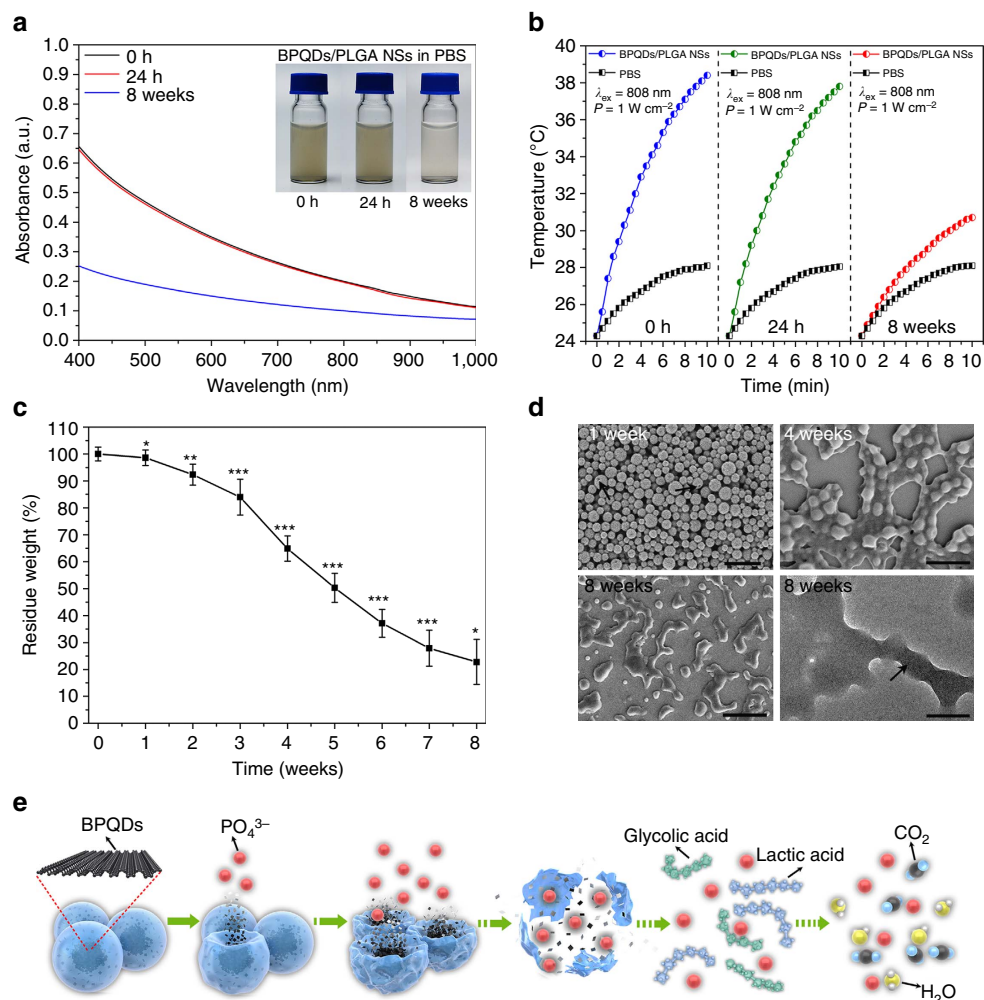 a
1.0
0.9
0.8
0.7
0.6
0.5
0.4
0.3
0.2
0.1
0.0
Absorbance (a.u.)
0 h
24 h
8 weeks
BPQDs/PLGA NSs in PBS
0 h
24 h
8 weeks
400
500
600
700
800
900
1,000
Wavelength (nm)
b
40
38
36
34
32
30
28
26
24
Temperature (°C)
BPQDs/PLGA NSs
PBS
λex = 808 nm
P = 1 W cm–2
0 h
BPQDs/PLGA NSs
PBS
λex = 808 nm
P = 1 W cm–2
24 h
BPQDs/PLGA NSs
PBS
λex = 808 nm
P = 1 W cm–2
8 weeks
0 2 4 6 8 10 0 2 4 6 8 10 0 2 4 6 8 10
Time (min)
c
110
100
90
80
70
60
50
40
30
20
10
0
Residue weight (%)
*
**
***
***
***
***
***
*
0 1 2 3 4 5 6 7 8
Time (weeks)
d
1 week
4 weeks
8 weeks
8 weeks
e
BPQDs
PO₄³⁻
Glycolic acid
Lactic acid
CO₂
H₂O